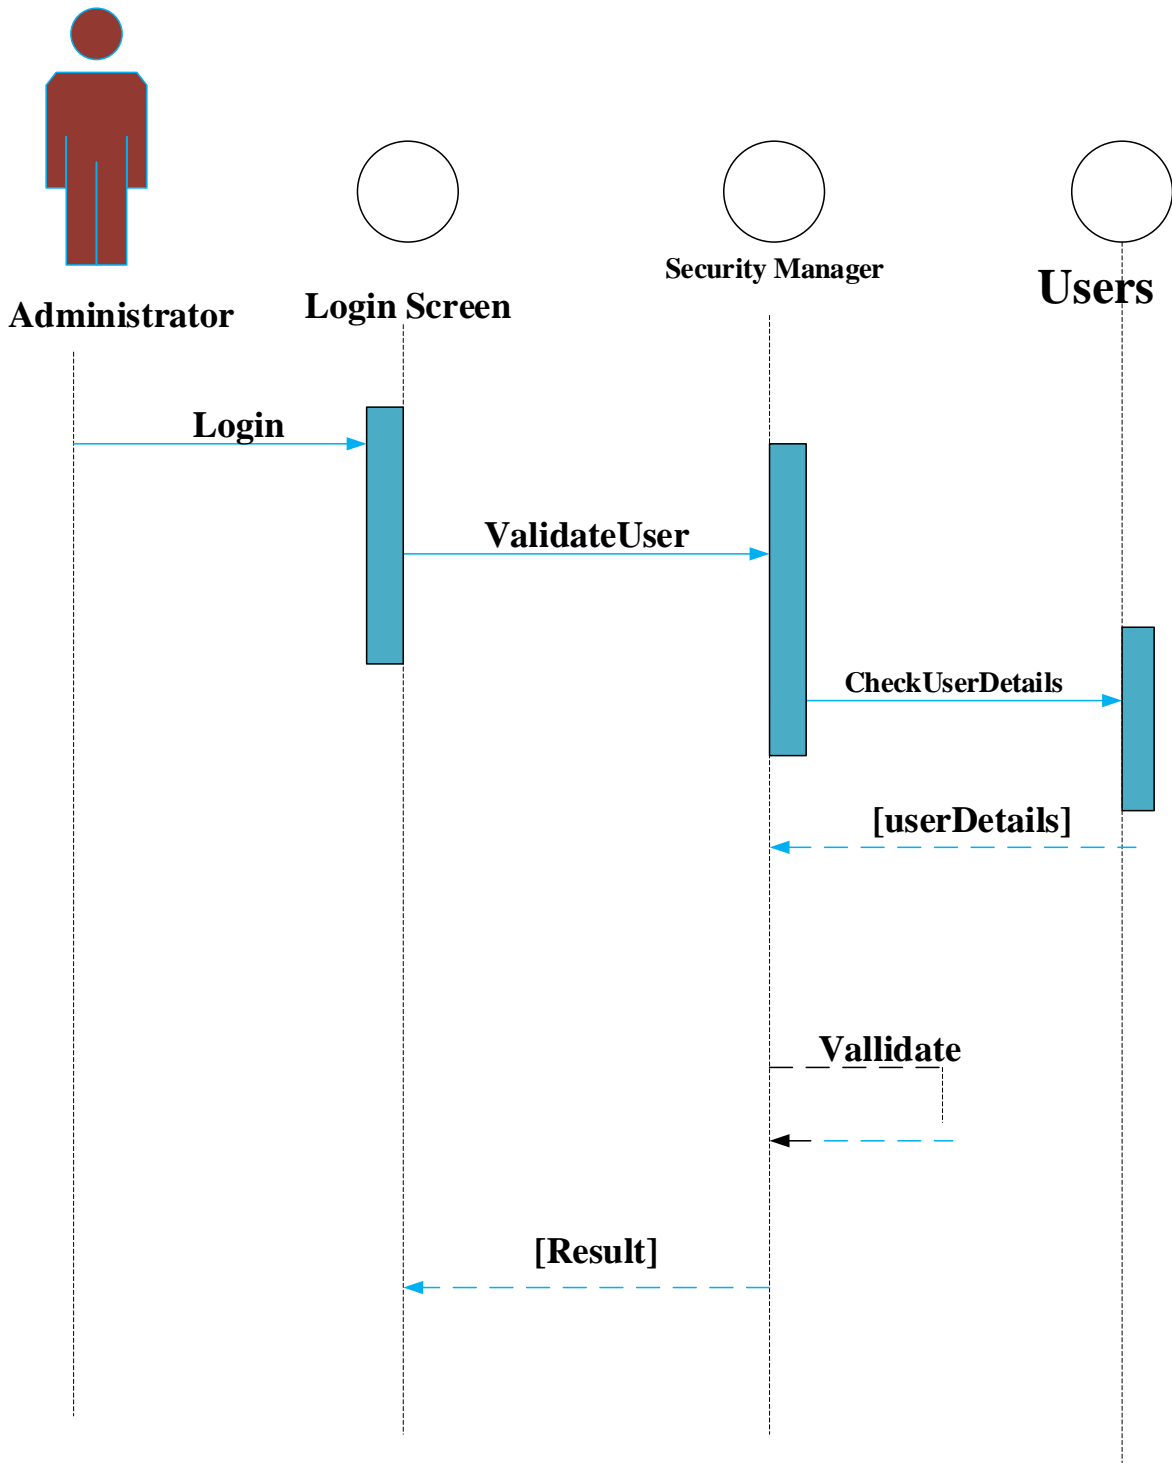 Security Manager
Users
Login Screen
Administrator
Login
ValidateUser
CheckUserDetails
[userDetails]
Vallidate
[Result]